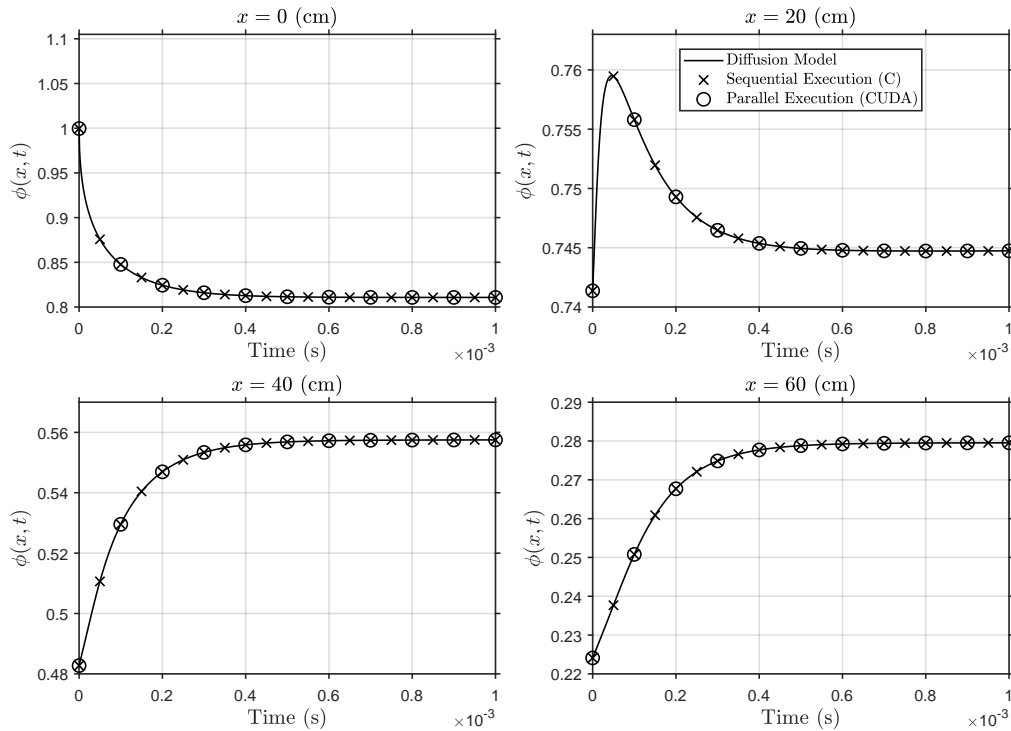 x = 0 (cm)
1.1
1.05
1
0.95
0.9
0.85
0.8
ϕ(x, t)
0 0.2 0.4 0.6 0.8 1
Time (s)
×10⁻³
x = 20 (cm)
Diffusion Model
Sequential Execution (C)
Parallel Execution (CUDA)
0.76
0.755
0.75
0.745
0.74
ϕ(x, t)
0 0.2 0.4 0.6 0.8 1
Time (s)
×10⁻³
x = 40 (cm)
0.56
0.54
0.52
0.5
0.48
ϕ(x, t)
0 0.2 0.4 0.6 0.8 1
Time (s)
×10⁻³
x = 60 (cm)
0.29
0.28
0.27
0.26
0.25
0.24
0.23
0.22
ϕ(x, t)
0 0.2 0.4 0.6 0.8 1
Time (s)
×10⁻³